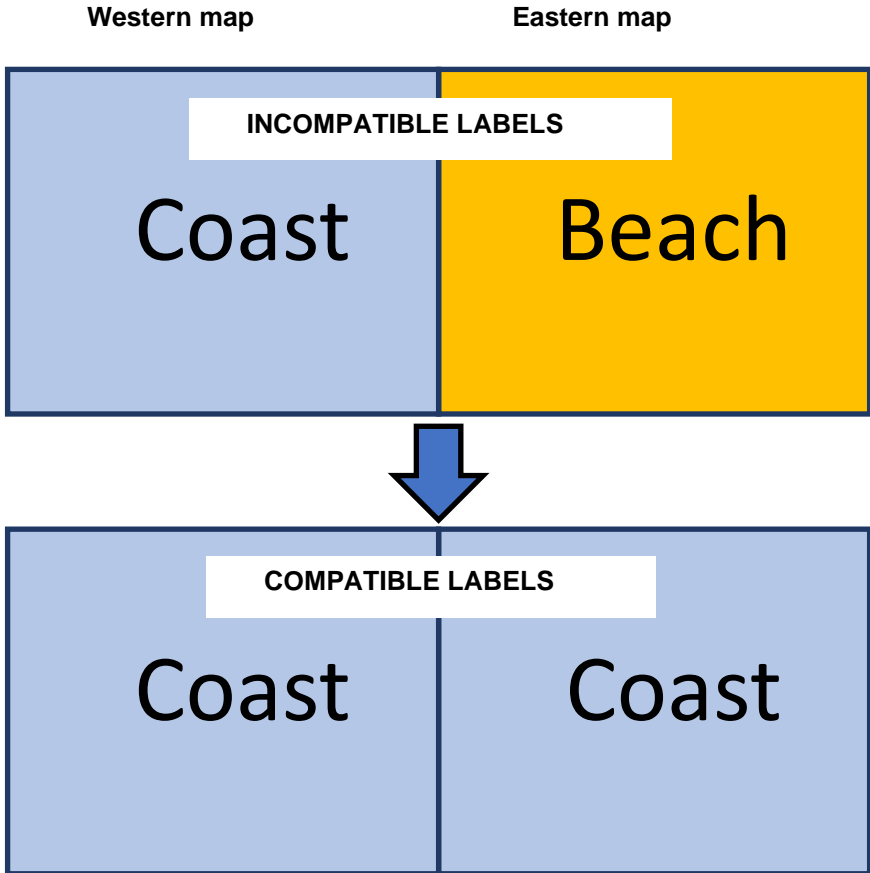 Western map Eastern map
INCOMPATIBLE LABELS
Coast Beach
COMPATIBLE LABELS
Coast Coast